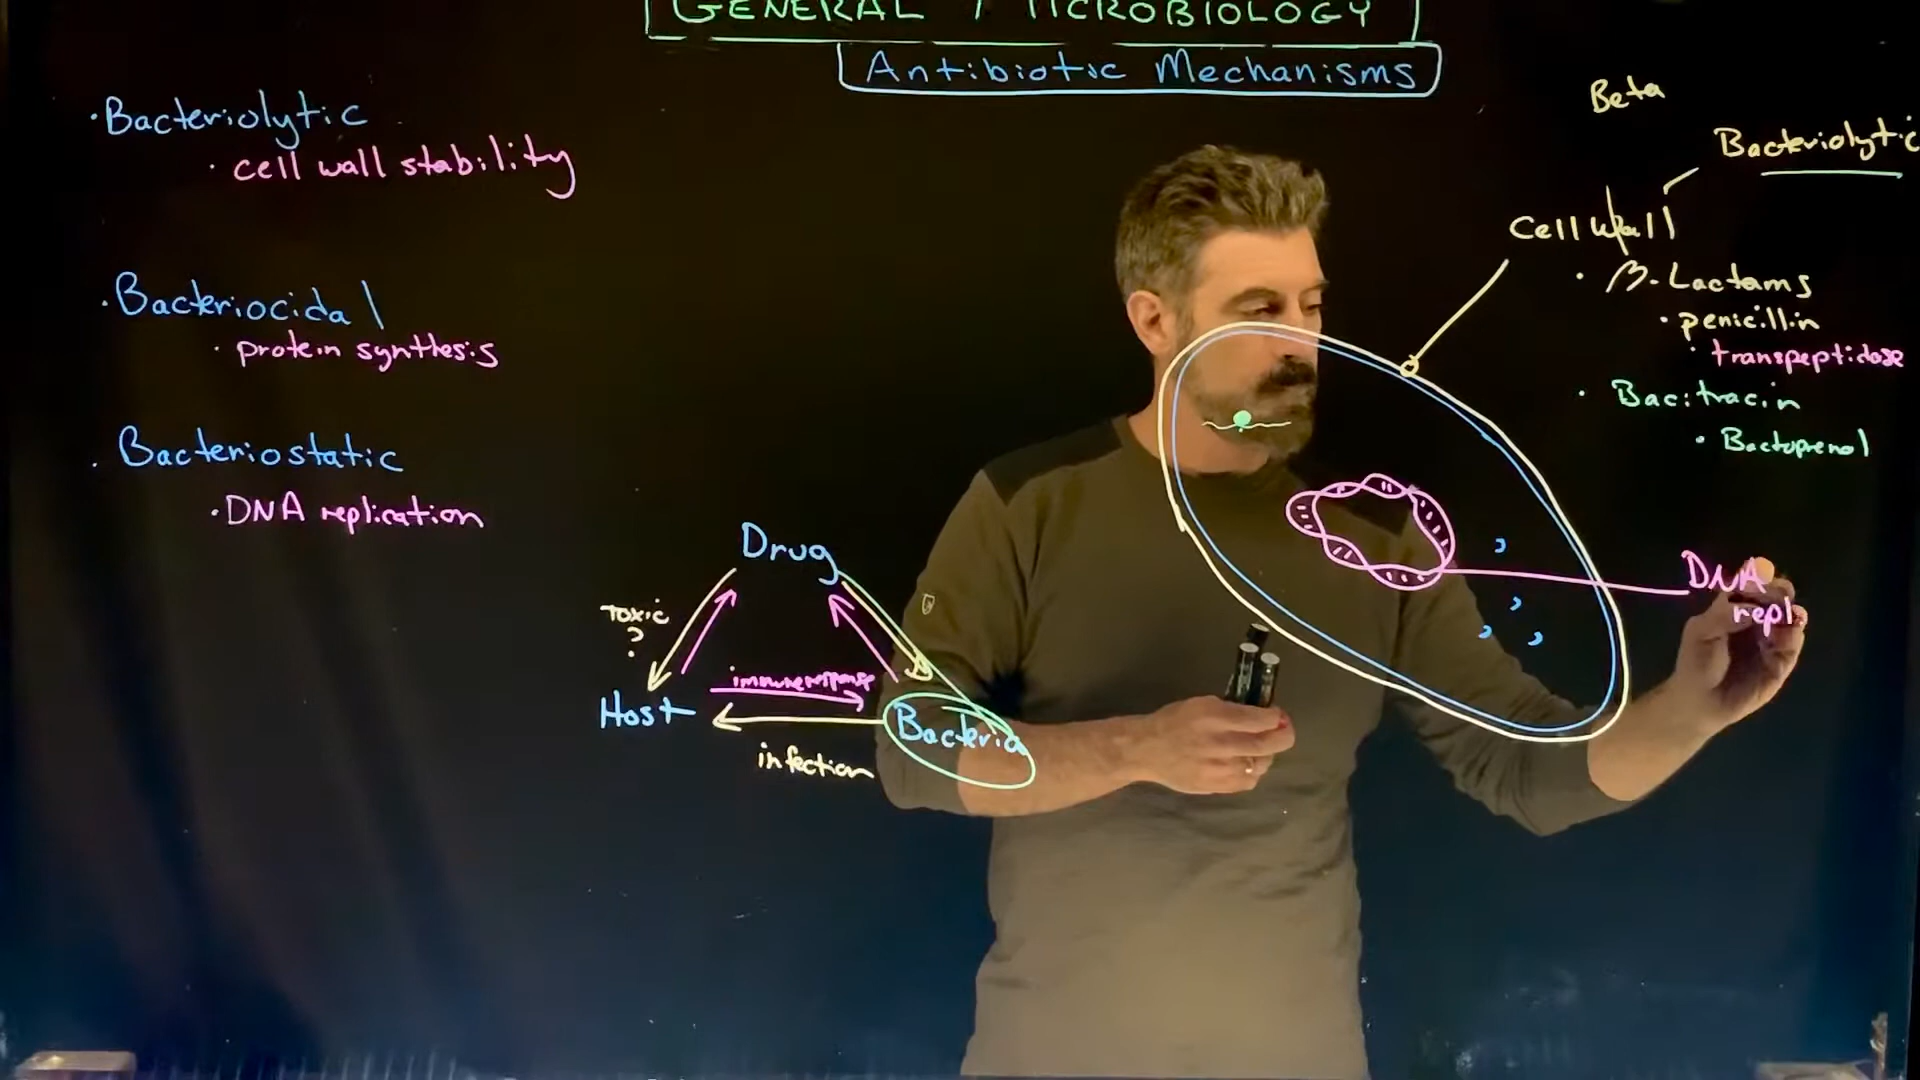 GENERAL MICROBIOLOGY
Antibiotic Mechanisms
· Bacteriolytic
· cell wall stability
· Bacteriocidal
· protein synthesis
· Bacteriostatic
· DNA replication
Drug
Toxic
?
Host
immune response
Bacteria
infection
Beta
Bacteriolytic
Cell Wall
· β-Lactams
· penicillin
· transpeptidase
· Bacitracin
· Bactoprenol
DNA
repl